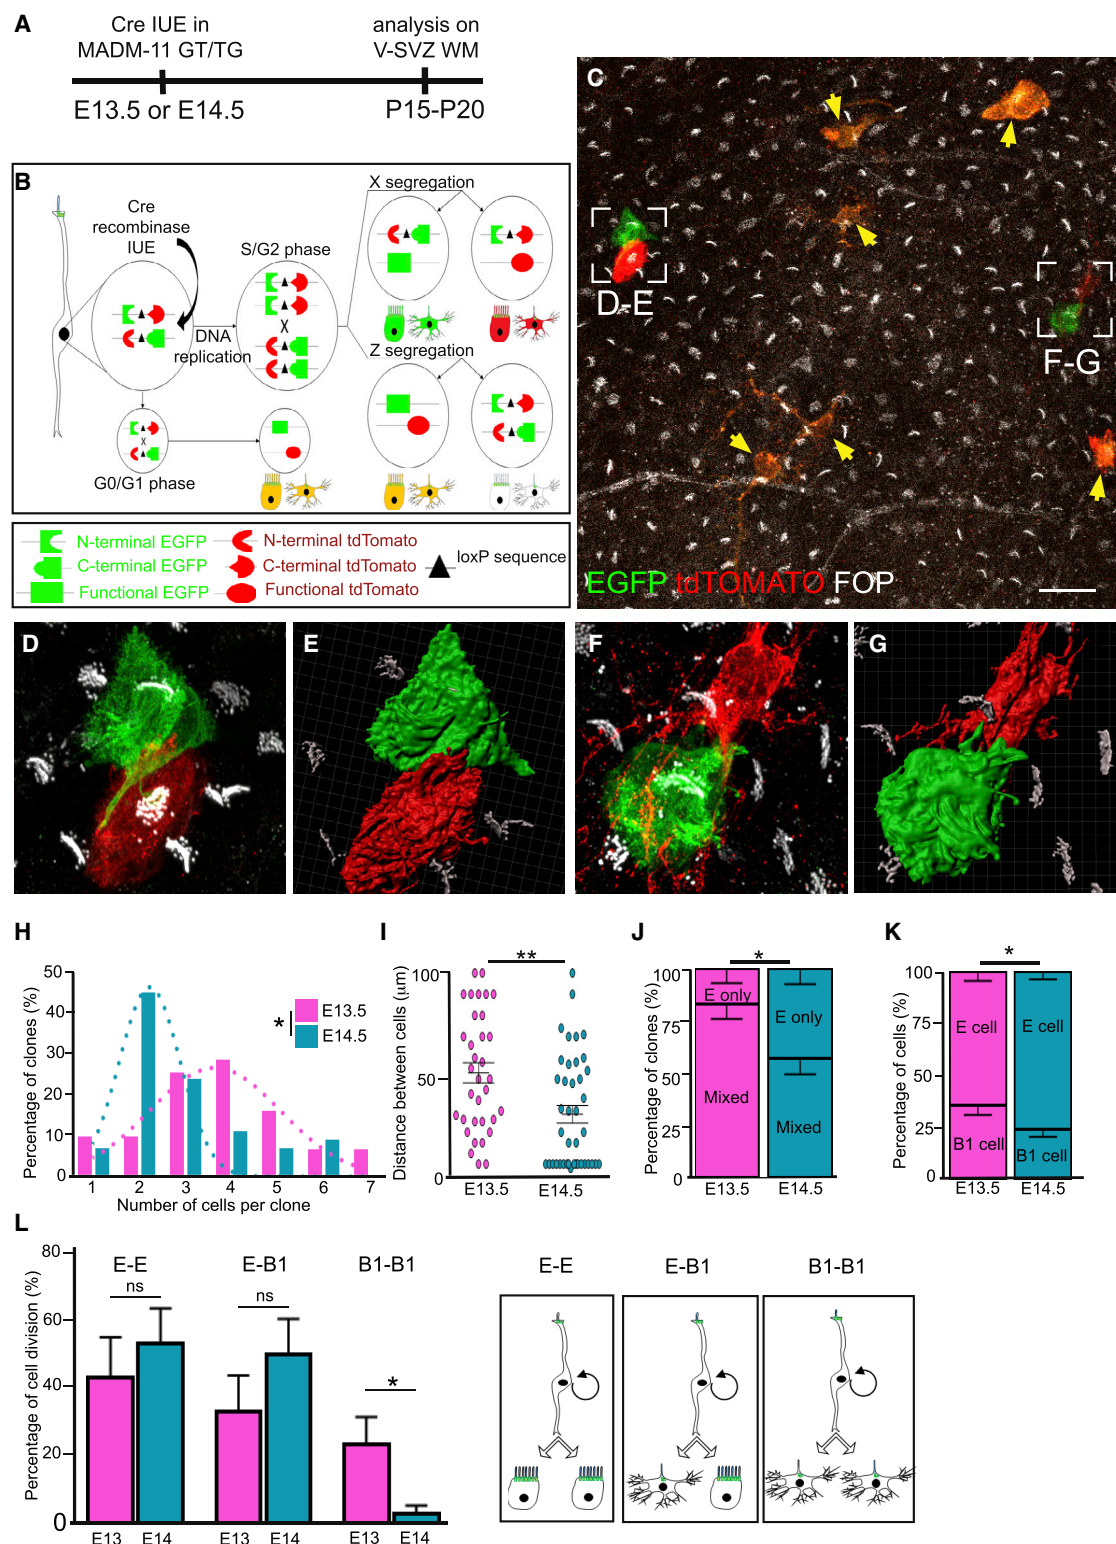 A
Cre IUE in
MADM-11 GT/TG
analysis on
V-SVZ WM
E13.5 or E14.5
P15-P20
B
Cre
recombinase
IUE
S/G2 phase
DNA
replication
X segregation
Z segregation
X
X
G0/G1 phase
N-terminal EGFP
N-terminal tdTomato
C-terminal EGFP
C-terminal tdTomato
loxP sequence
Functional EGFP
Functional tdTomato
C
D-E
F-G
EGFP tdTOMATO FOP
D
E
F
G
H
Percentage of clones (%)
50
40
30
20
10
0
1 2 3 4 5 6 7
Number of cells per clone
* E13.5
E14.5
I
Distance between cells (µm)
100
50
0
**
E13.5 E14.5
J
Percentage of clones (%)
100
75
50
25
0
*
E only
E only
Mixed
Mixed
E13.5 E14.5
K
Percentage of cells (%)
100
75
50
25
0
*
E cell
E cell
B1 cell
B1 cell
E13.5 E14.5
L
Percentage of cell division (%)
80
60
40
20
0
E-E E-B1 B1-B1
ns
ns
*
E13 E14 E13 E14 E13 E14
E-E E-B1 B1-B1